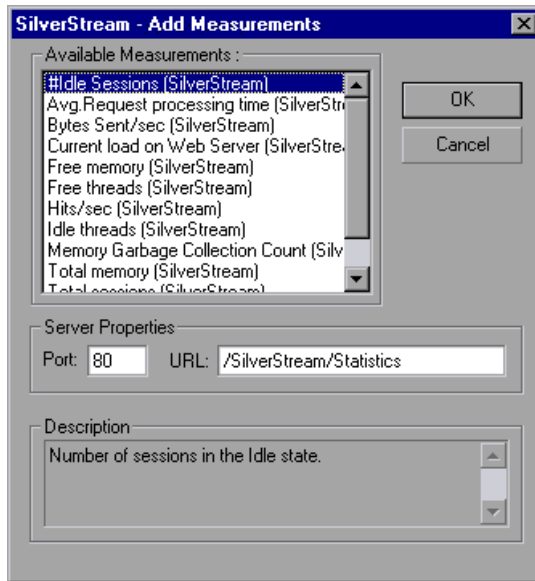 SilverStream - Add Measurements
Available Measurements :
#Idle Sessions (SilverStream)
Avg.Request processing time (SilverStr
Bytes Sent/sec (SilverStream)
Current load on Web Server (SilverStre
Free memory (SilverStream)
Free threads (SilverStream)
Hits/sec (SilverStream)
Idle threads (SilverStream)
Memory Garbage Collection Count (Silv
Total memory (SilverStream)
Total sessions (SilverStream)
OK
Cancel
Server Properties
Port: 80 URL: /SilverStream/Statistics
Description
Number of sessions in the Idle state.